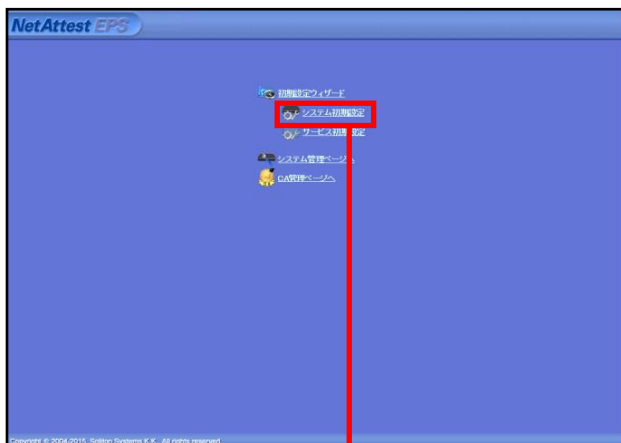 NetAttest EPS
初期設定ウィザード
システム初期設定
サービス初期設定
システム管理ページへ
CA管理ページへ
Copyright © 2004-2015, Soliton Systems K.K., All rights reserved.